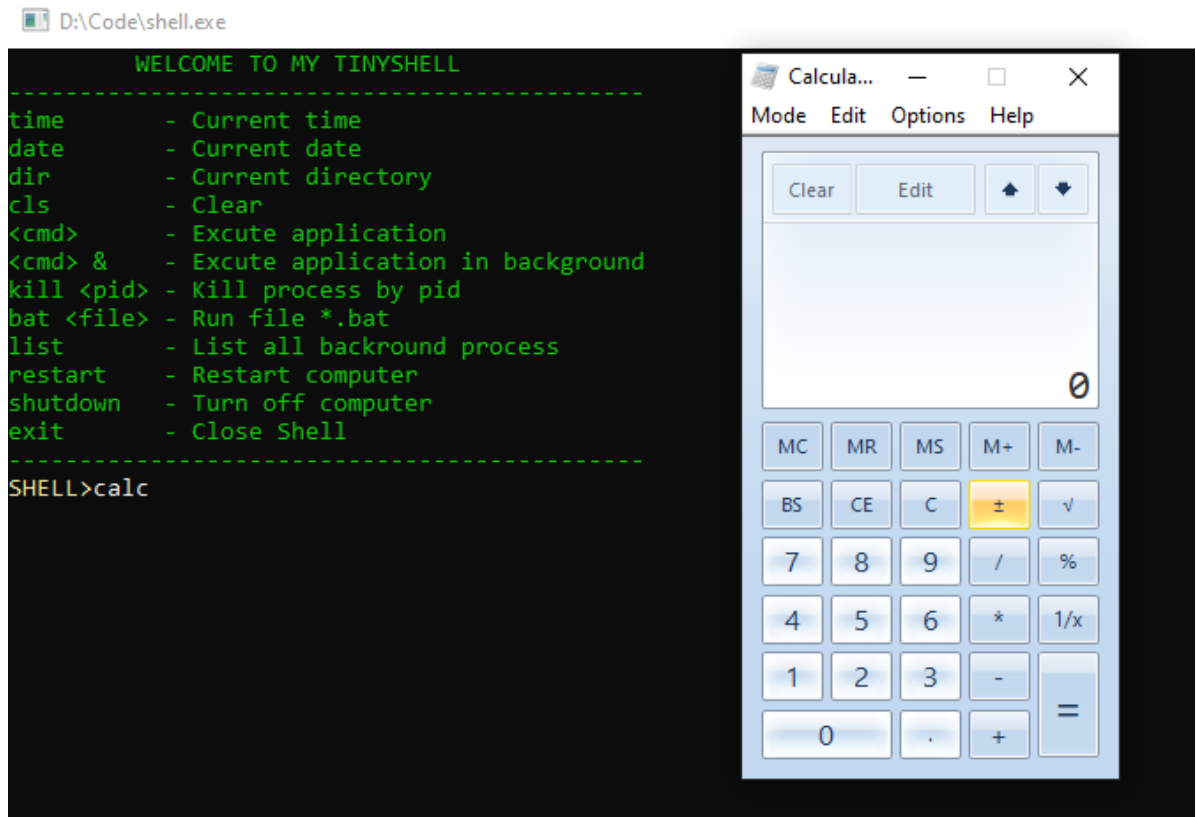 D:\Code\shell.exe
WELCOME TO MY TINYSHELL
---------------------------------------------
time - Current time
date - Current date
dir - Current directory
cls - Clear
<cmd> - Excute application
<cmd> & - Excute application in background
kill <pid> - Kill process by pid
bat <file> - Run file *.bat
list - List all backround process
restart - Restart computer
shutdown - Turn off computer
exit - Close Shell
---------------------------------------------
SHELL>calc
Calcula...
Mode Edit Options Help
Clear Edit
0
MC MR MS M+ M-
BS CE C ± √
7 8 9 / %
4 5 6 * 1/x
1 2 3 - =
0 . +